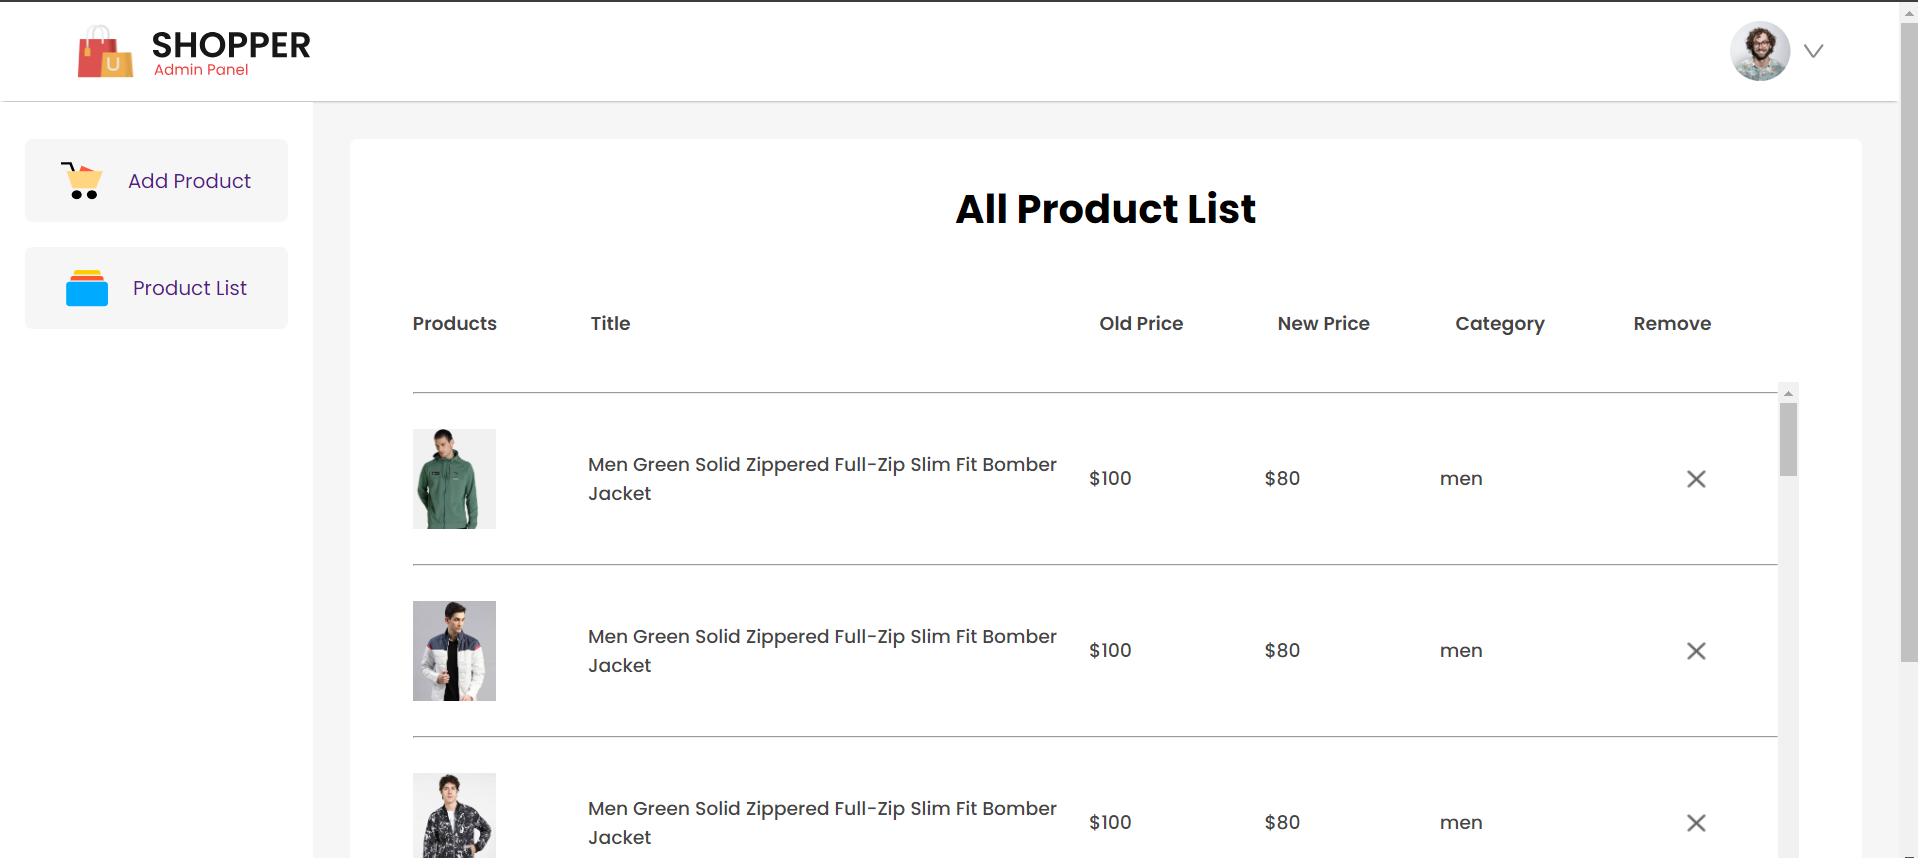 SHOPPER
Admin Panel
Add Product
Product List
All Product List
Products Title Old Price New Price Category Remove
Men Green Solid Zippered Full-Zip Slim Fit Bomber
Jacket
$100 $80 men
Men Green Solid Zippered Full-Zip Slim Fit Bomber
Jacket
$100 $80 men
Men Green Solid Zippered Full-Zip Slim Fit Bomber
Jacket
$100 $80 men